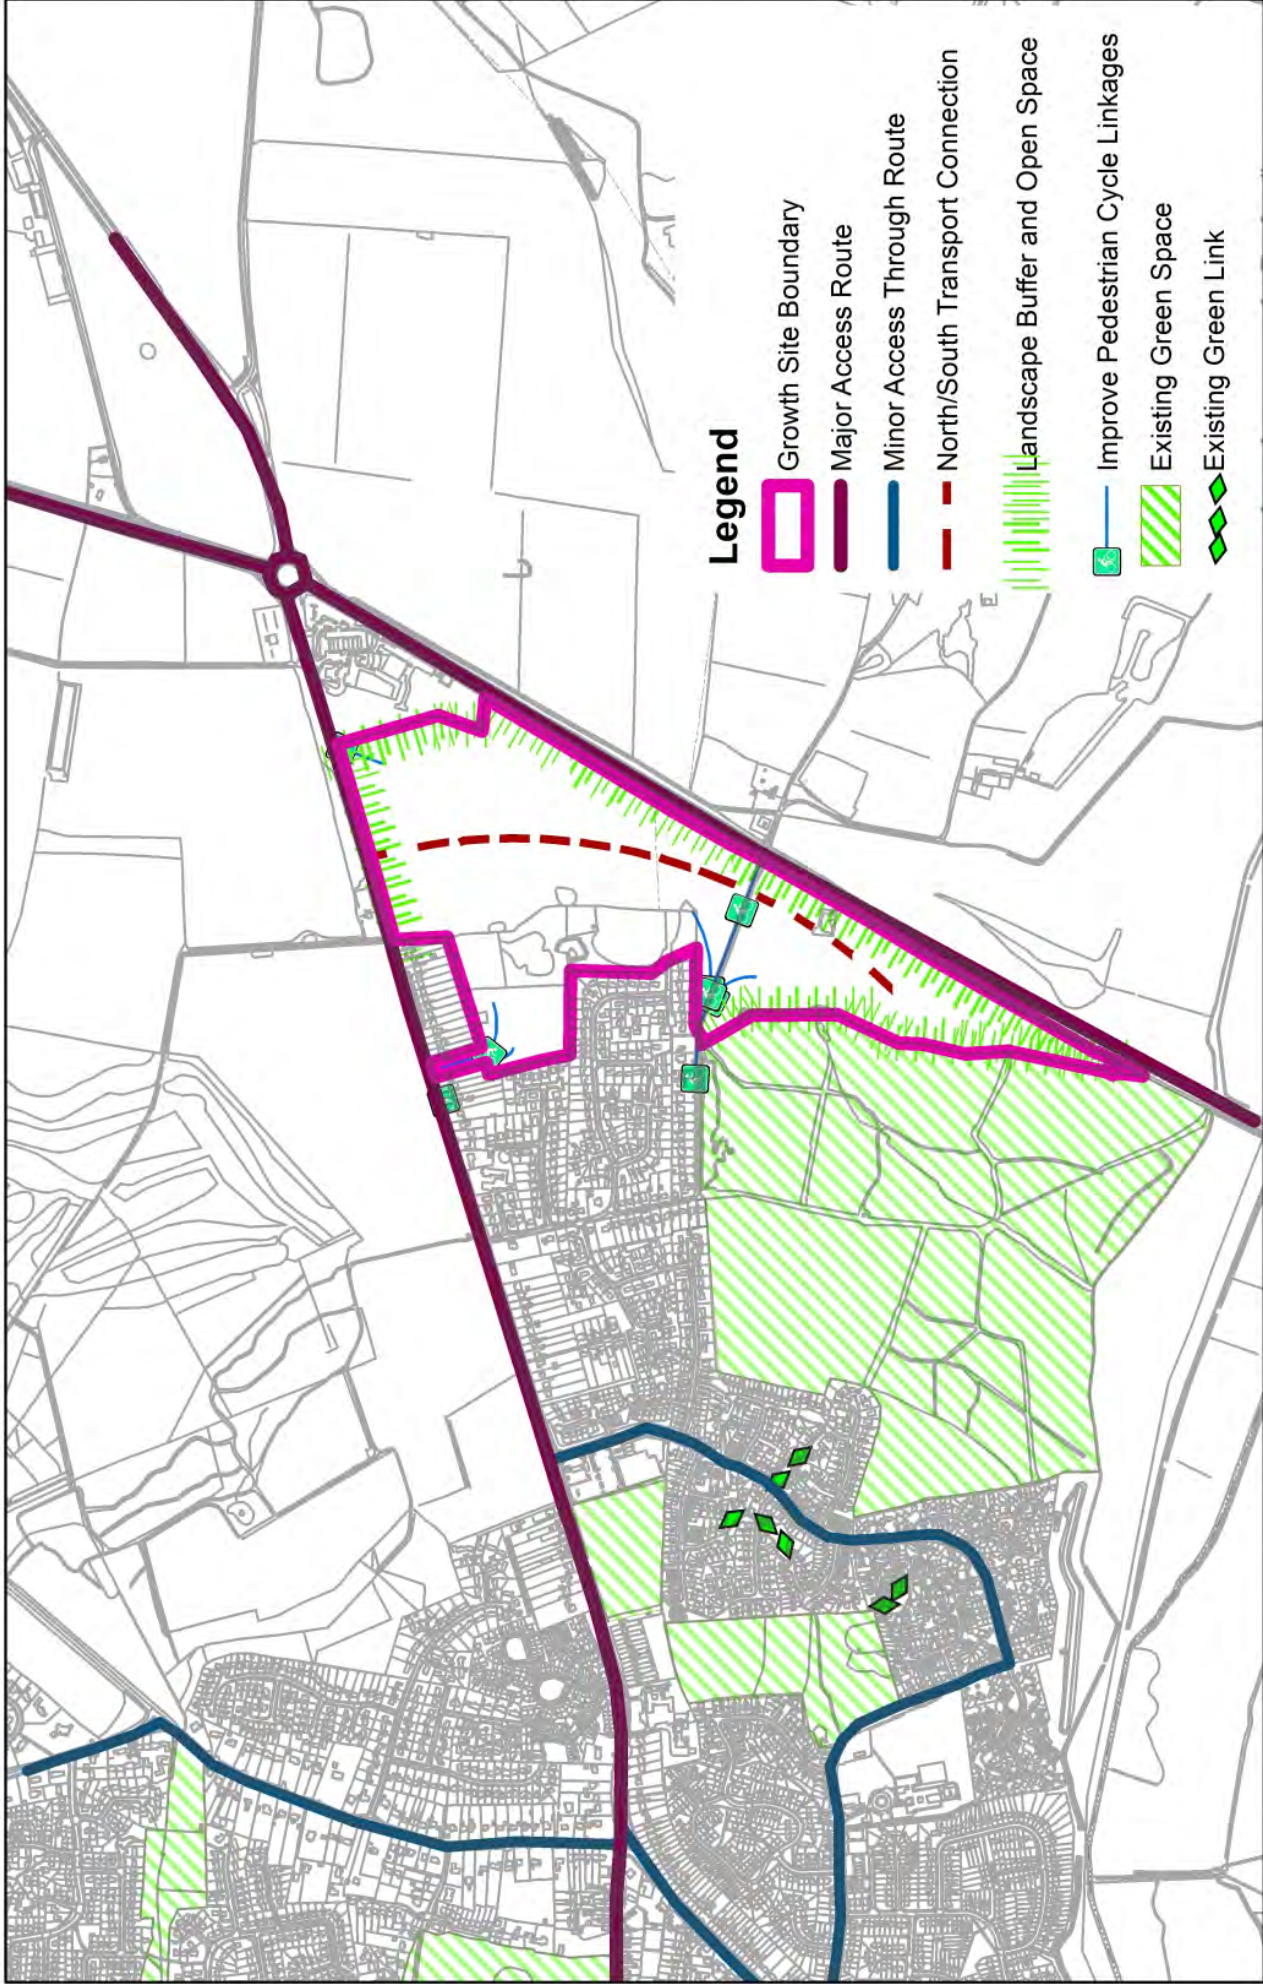 Legend
Growth Site Boundary
Major Access Route
Minor Access Through Route
North/South Transport Connection
Landscape Buffer and Open Space
Improve Pedestrian Cycle Linkages
Existing Green Space
Existing Green Link